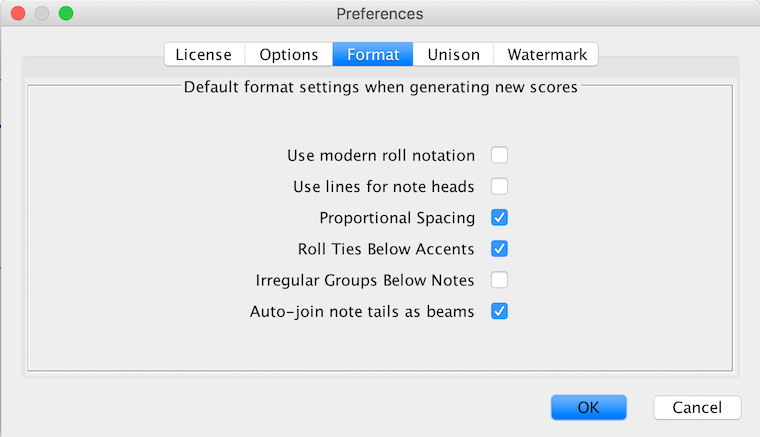 Preferences
License Options Format Unison Watermark
Default format settings when generating new scores
Use modern roll notation
Use lines for note heads
Proportional Spacing
Roll Ties Below Accents
Irregular Groups Below Notes
Auto-join note tails as beams
OK Cancel